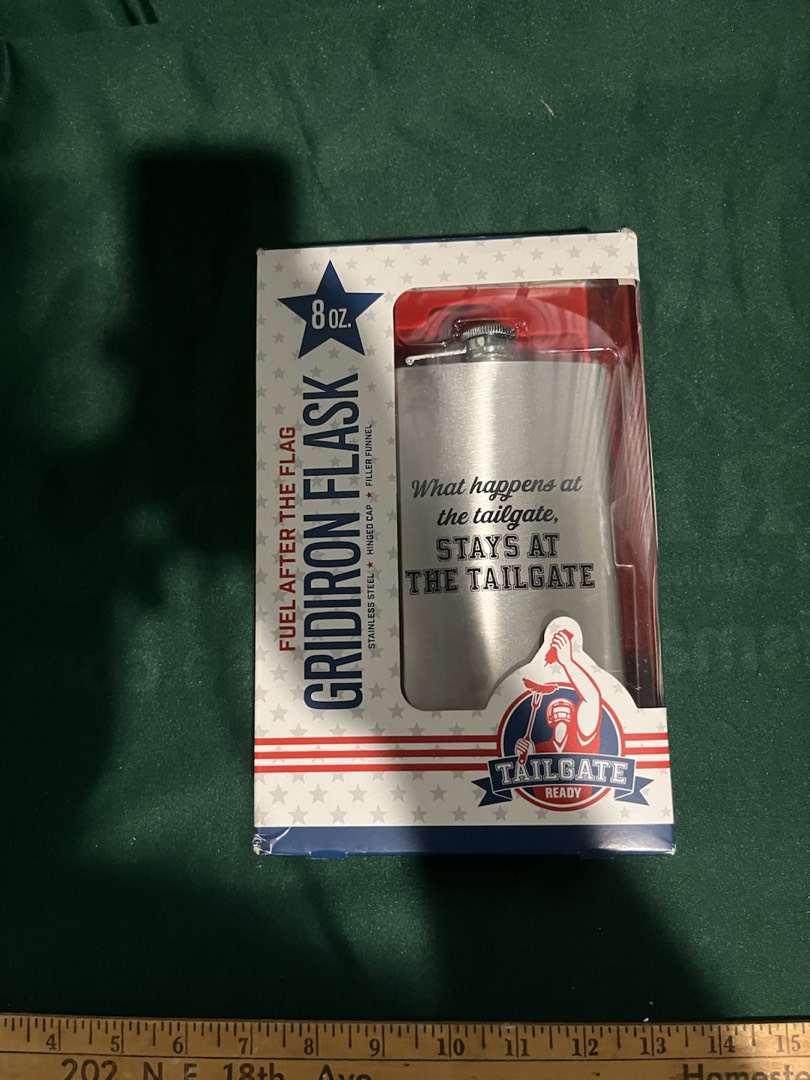 8 OZ.
FUEL AFTER THE FLAG
GRIDIRON FLASK
STAINLESS STEEL ★ HINGED CAP ★ FILLER FUNNEL
What happens at
the tailgate,
STAYS AT
THE TAILGATE
TAILGATE
READY
4 5 6 7 8 9 10 11 12 13 14 15
202 N.E. 18th Ave